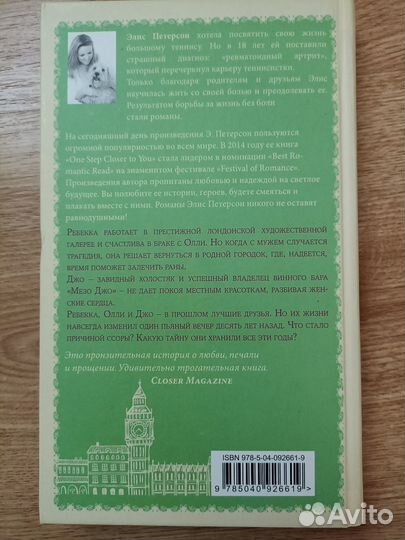 Элис Петерсон хотела посвятить свою жизнь
большому теннису. Но в 18 лет ей поставили
страшный диагноз: «ревматоидный артрит»,
который перечеркнул карьеру теннисистки.
Только благодаря родителям и друзьям Элис
научилась жить со своей болью и преодолевать ее.
Результатом борьбы за жизнь без боли
стали романы.
На сегодняшний день произведения Э. Петерсон пользуются
огромной популярностью во всем мире. В 2014 году ее книга
«One Step Closer to You» стала лидером в номинации «Best Ro-
mantic Read» на знаменитом фестивале «Festival of Romance».
Произведения автора пропитаны любовью и надеждой на светлое
будущее. Вы полюбите ее истории, героев, будете смеяться и
плакать вместе с ними. Романы Элис Петерсон никого не оставят
равнодушными!
Ребекка работает в престижной лондонской художественной
галерее и счастлива в браке с Олли. Но когда с мужем случается
трагедия, она решает вернуться в родной городок, где, надеется,
время поможет залечить раны.
Джо – завидный холостяк и успешный владелец винного бара
«Мезо Джо» – не дает покоя местным красоткам, разбивая жен-
ские сердца.
Ребекка, Олли и Джо – в прошлом лучшие друзья. Но их жизни
навсегда изменил один пьяный вечер десять лет назад. Что стало
причиной ссоры? Какую тайну они хранили все эти годы?
Это пронзительная история о любви, печали
и прощении. Удивительно трогательная книга.
Closer Magazine
ISBN 978-5-04-092661-9
9 785040 926619 >
Avito